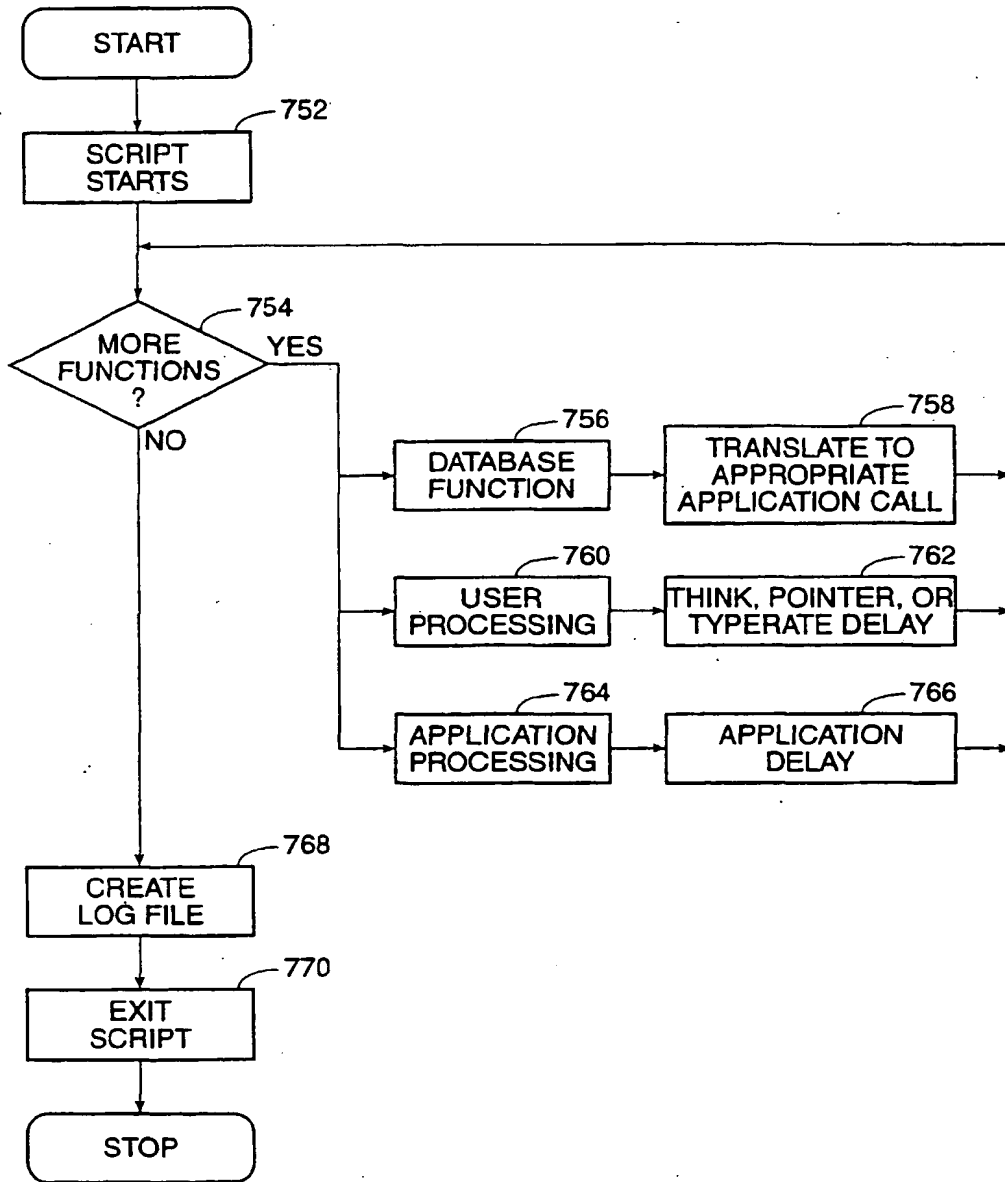 START
752
SCRIPT
STARTS
754
MORE
FUNCTIONS
?
YES
NO
756
DATABASE
FUNCTION
758
TRANSLATE TO
APPROPRIATE
APPLICATION CALL
760
USER
PROCESSING
762
THINK, POINTER, OR
TYPERATE DELAY
764
APPLICATION
PROCESSING
766
APPLICATION
DELAY
768
CREATE
LOG FILE
770
EXIT
SCRIPT
STOP